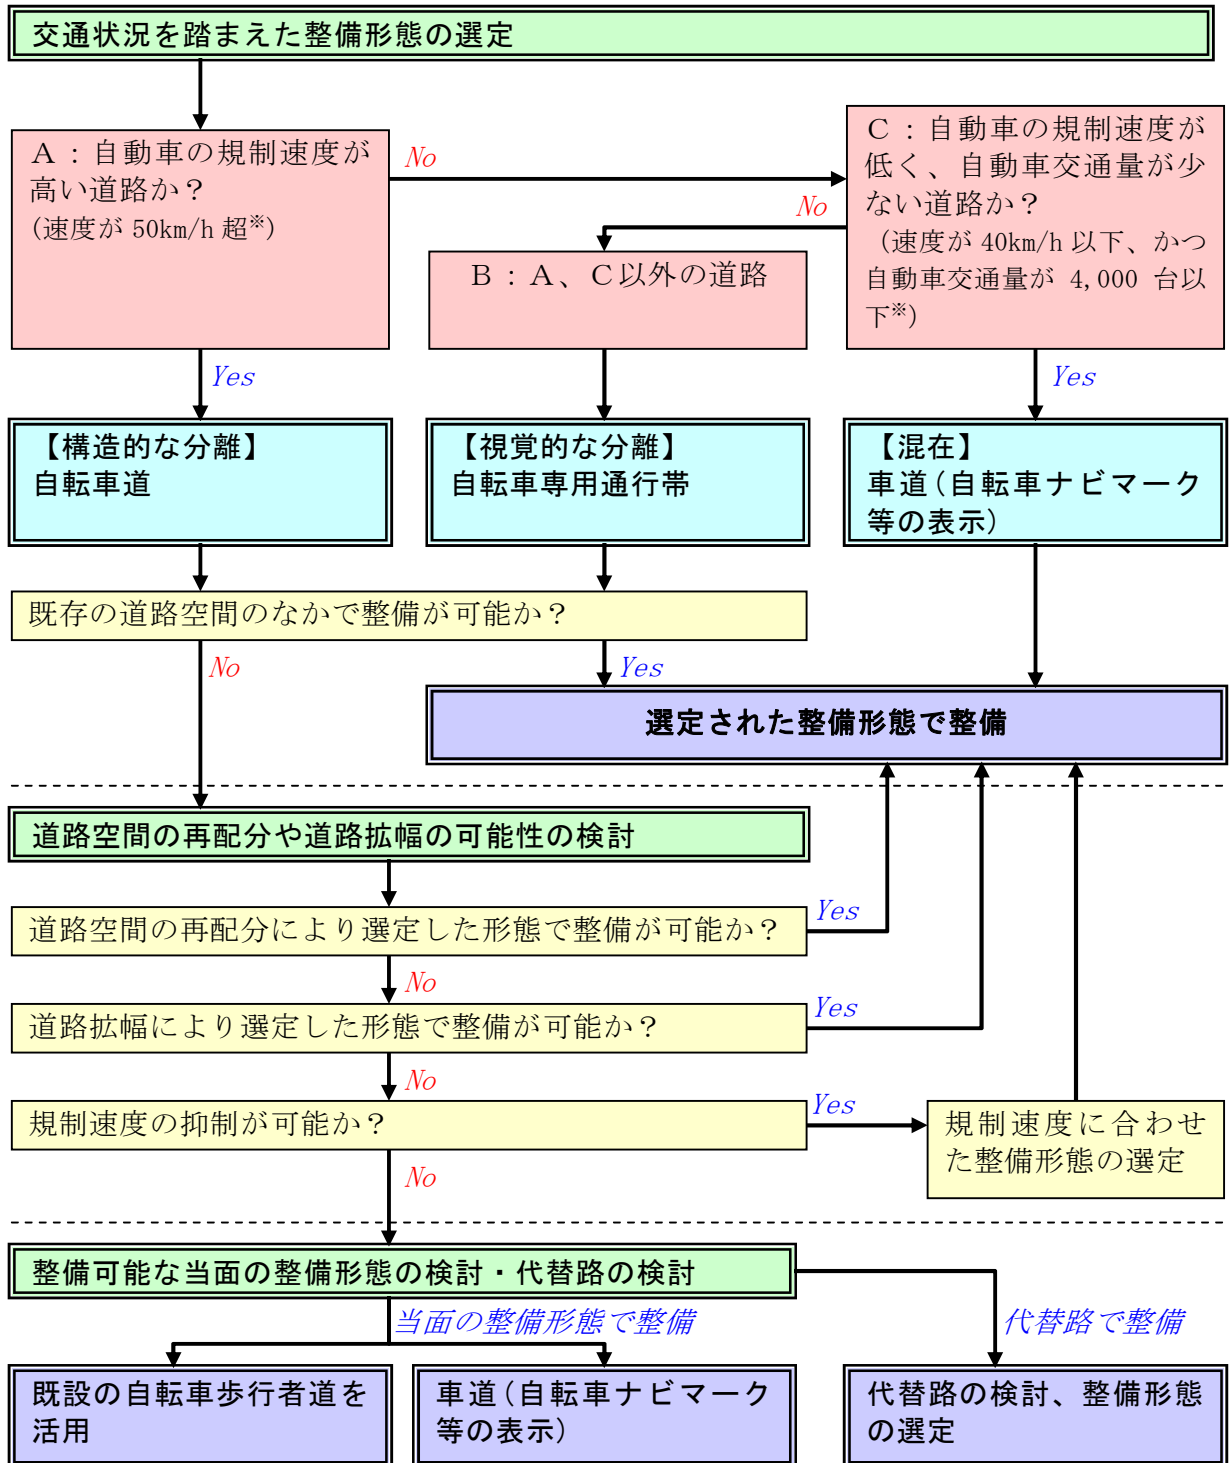 交通状況を踏まえた整備形態の選定
A：自動車の規制速度が
高い道路か？
(速度が 50km/h 超※)
No
C：自動車の規制速度が
低く、自動車交通量が少
ない道路か？
（速度が 40km/h 以下、かつ
自動車交通量が 4,000 台以
下※)
No
B：A、C以外の道路
Yes
Yes
【構造的な分離】
自転車道
【視覚的な分離】
自転車専用通行帯
【混在】
車道(自転車ナビマーク
等の表示)
既存の道路空間のなかで整備が可能か？
No
Yes
選定された整備形態で整備
道路空間の再配分や道路拡幅の可能性の検討
道路空間の再配分により選定した形態で整備が可能か？
Yes
No
道路拡幅により選定した形態で整備が可能か？
Yes
No
規制速度の抑制が可能か？
Yes
規制速度に合わせ
た整備形態の選定
No
整備可能な当面の整備形態の検討・代替路の検討
当面の整備形態で整備
代替路で整備
既設の自転車歩行者道を
活用
車道(自転車ナビマーク
等の表示)
代替路の検討、整備形態
の選定